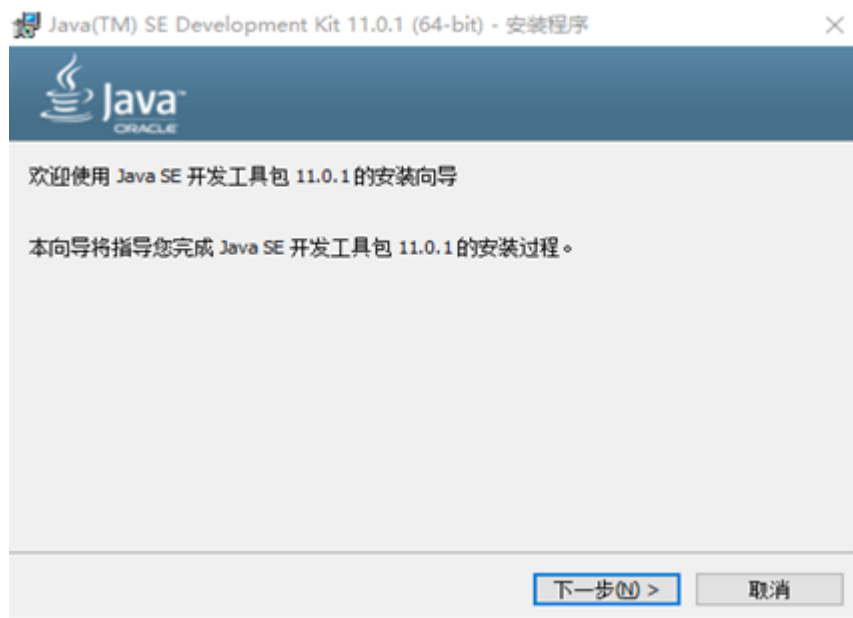 Java(TM) SE Development Kit 11.0.1 (64-bit) - 安装程序
Java™
ORACLE
欢迎使用 Java SE 开发工具包 11.0.1的安装向导
本向导将指导您完成 Java SE 开发工具包 11.0.1的安装过程。
下一步(N) >
取消